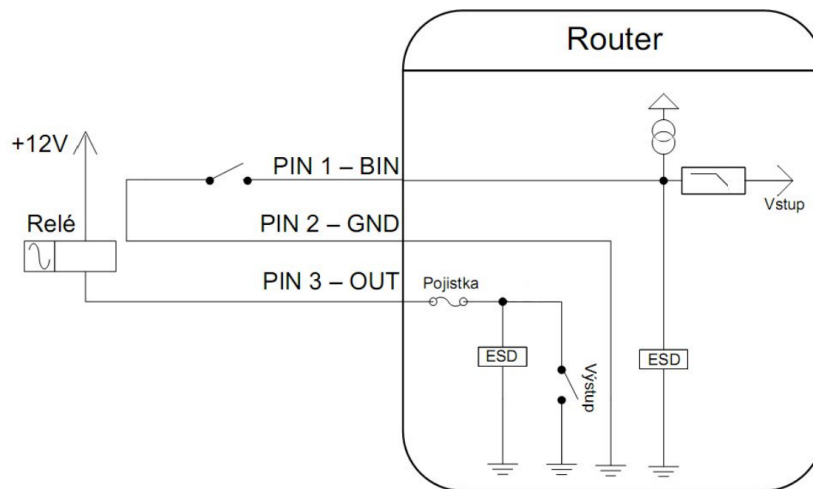 Router
+12V
PIN 1 – BIN
Vstup
PIN 2 – GND
Relé
PIN 3 – OUT
Pojistka
ESD
Výstup
ESD